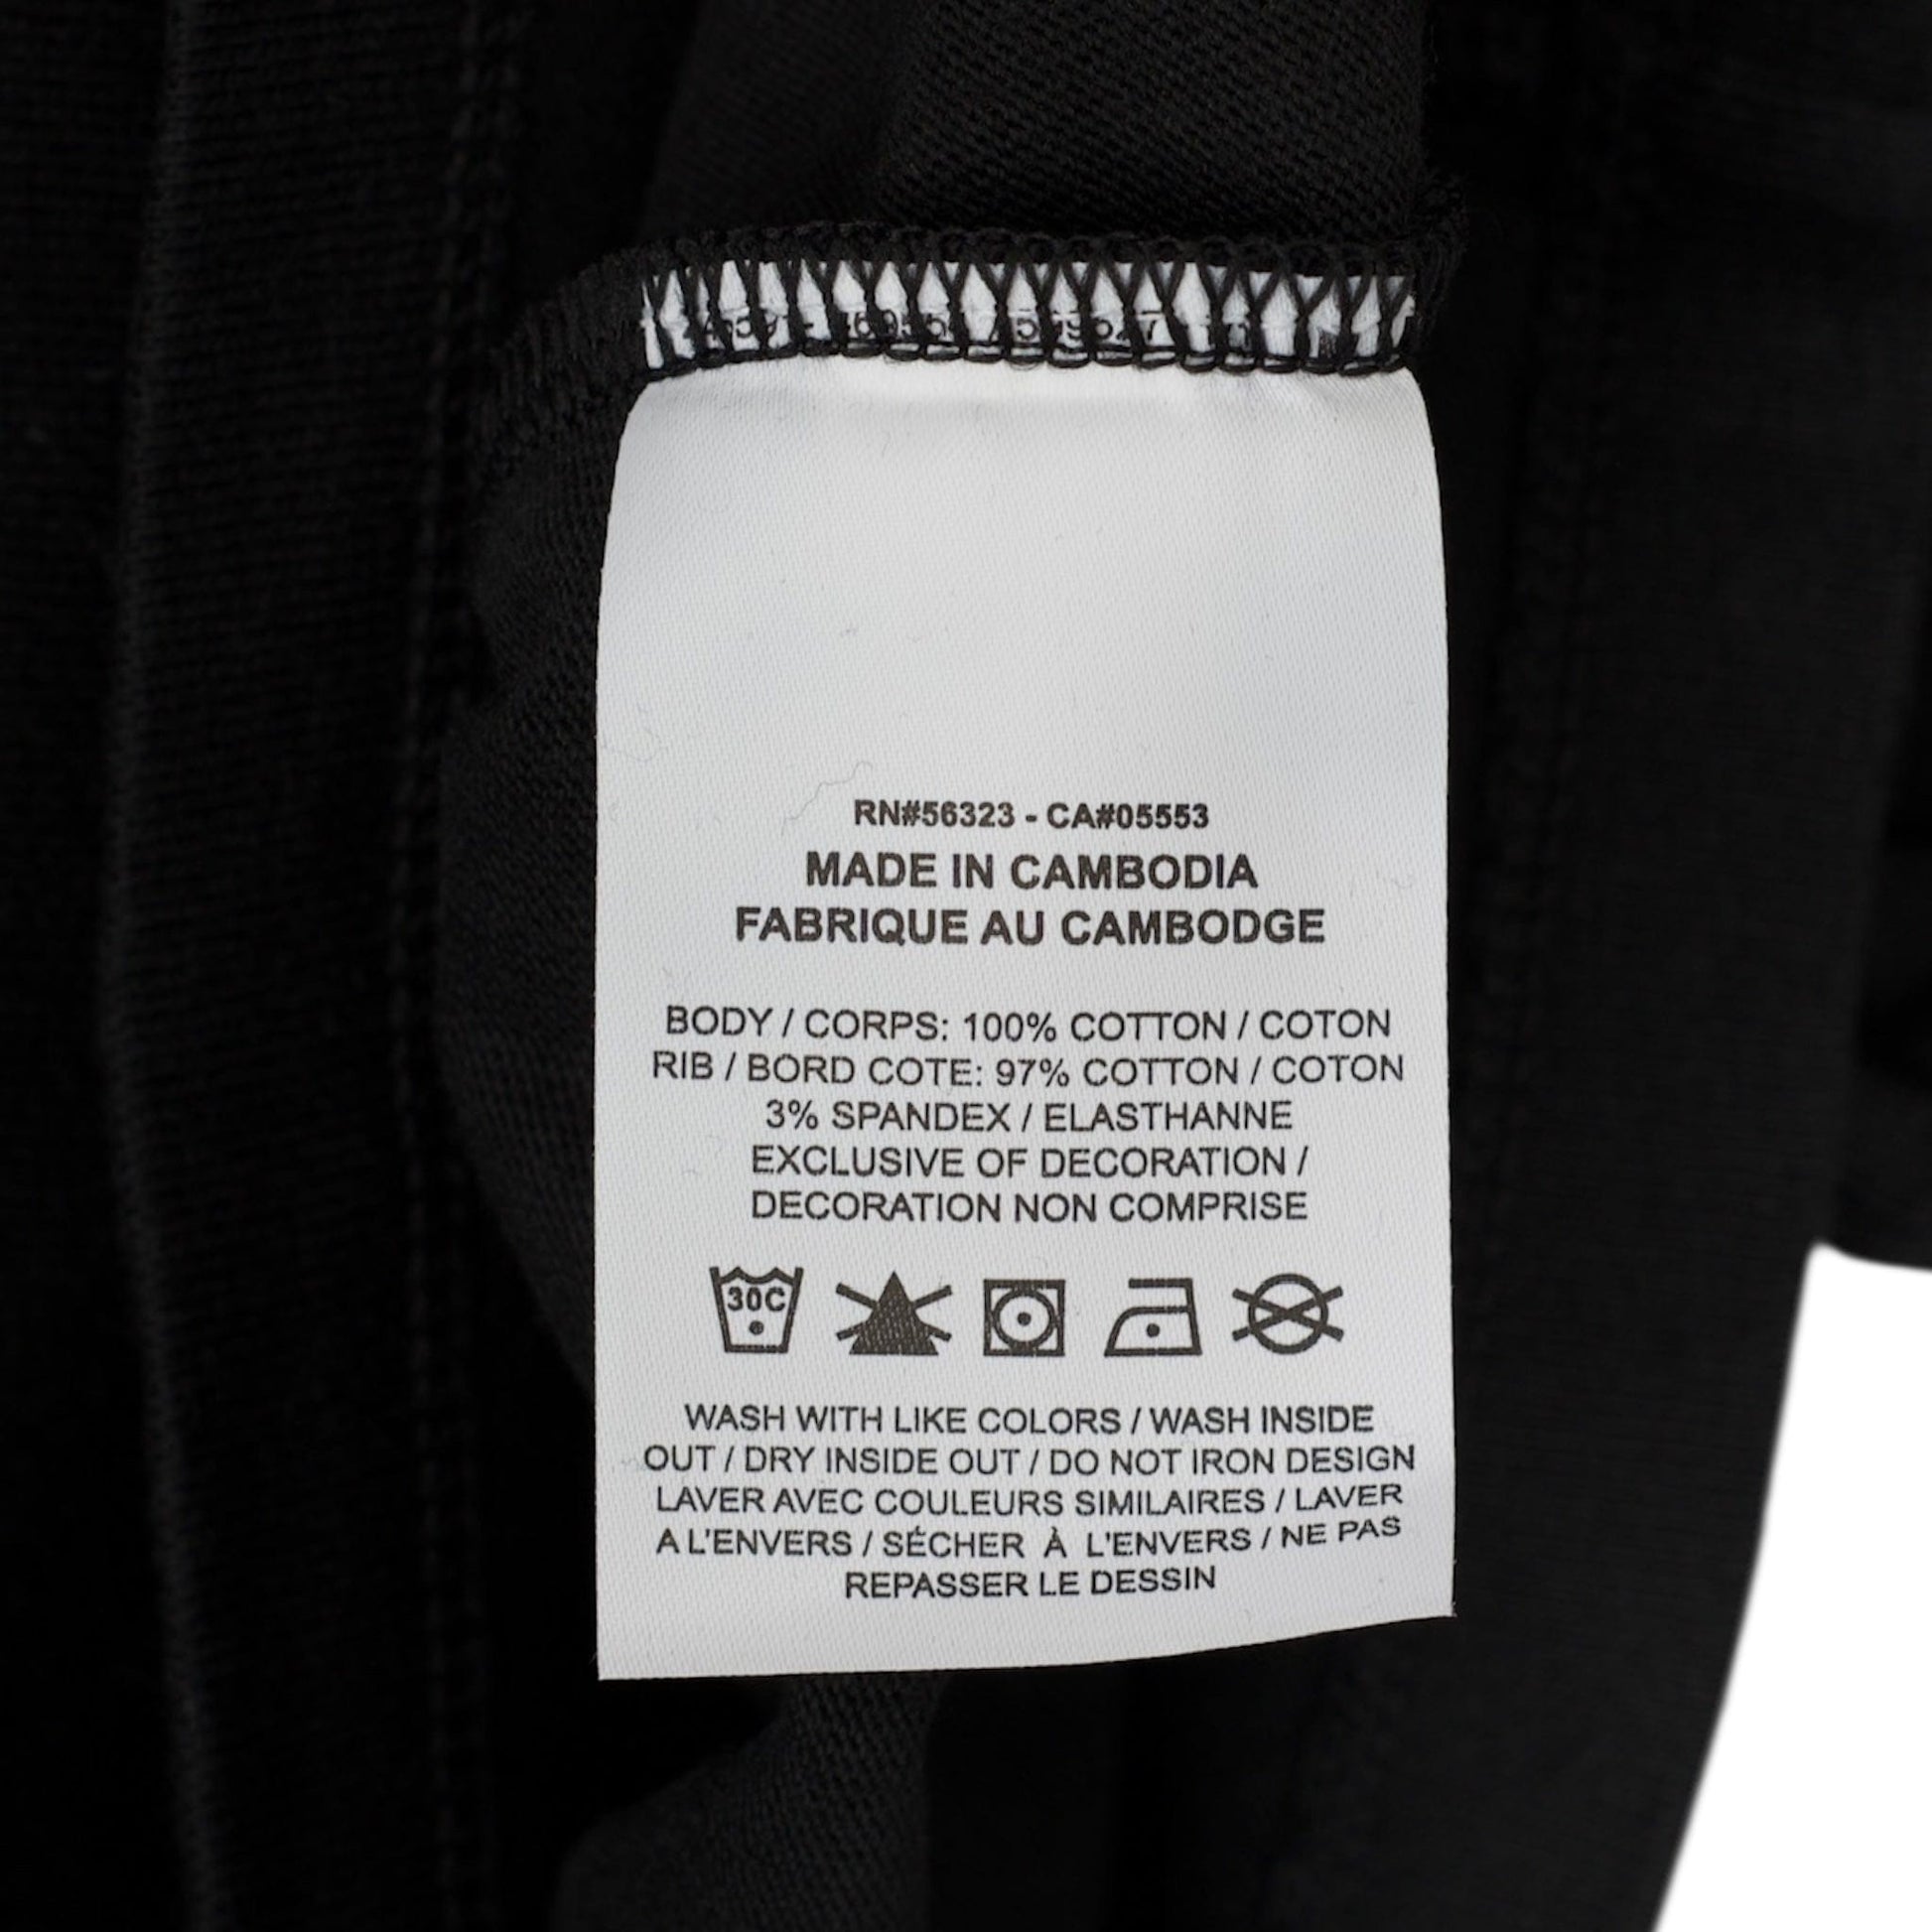 RN#56323 - CA#05553
MADE IN CAMBODIA
FABRIQUE AU CAMBODGE
BODY / CORPS: 100% COTTON / COTON
RIB / BORD COTE: 97% COTTON / COTON
3% SPANDEX / ELASTHANNE
EXCLUSIVE OF DECORATION /
DECORATION NON COMPRISE
30C
WASH WITH LIKE COLORS / WASH INSIDE
OUT / DRY INSIDE OUT / DO NOT IRON DESIGN
LAVER AVEC COULEURS SIMILAIRES / LAVER
A L'ENVERS / SÉCHER À L'ENVERS / NE PAS
REPASSER LE DESSIN